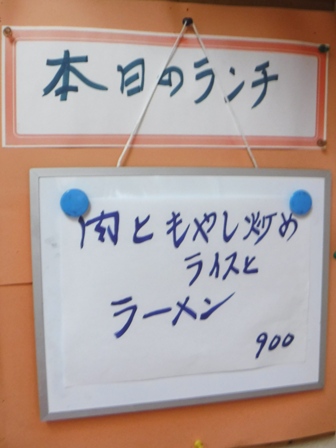 本日のランチ
肉ともやし炒め
ライスと
ラーメン
900